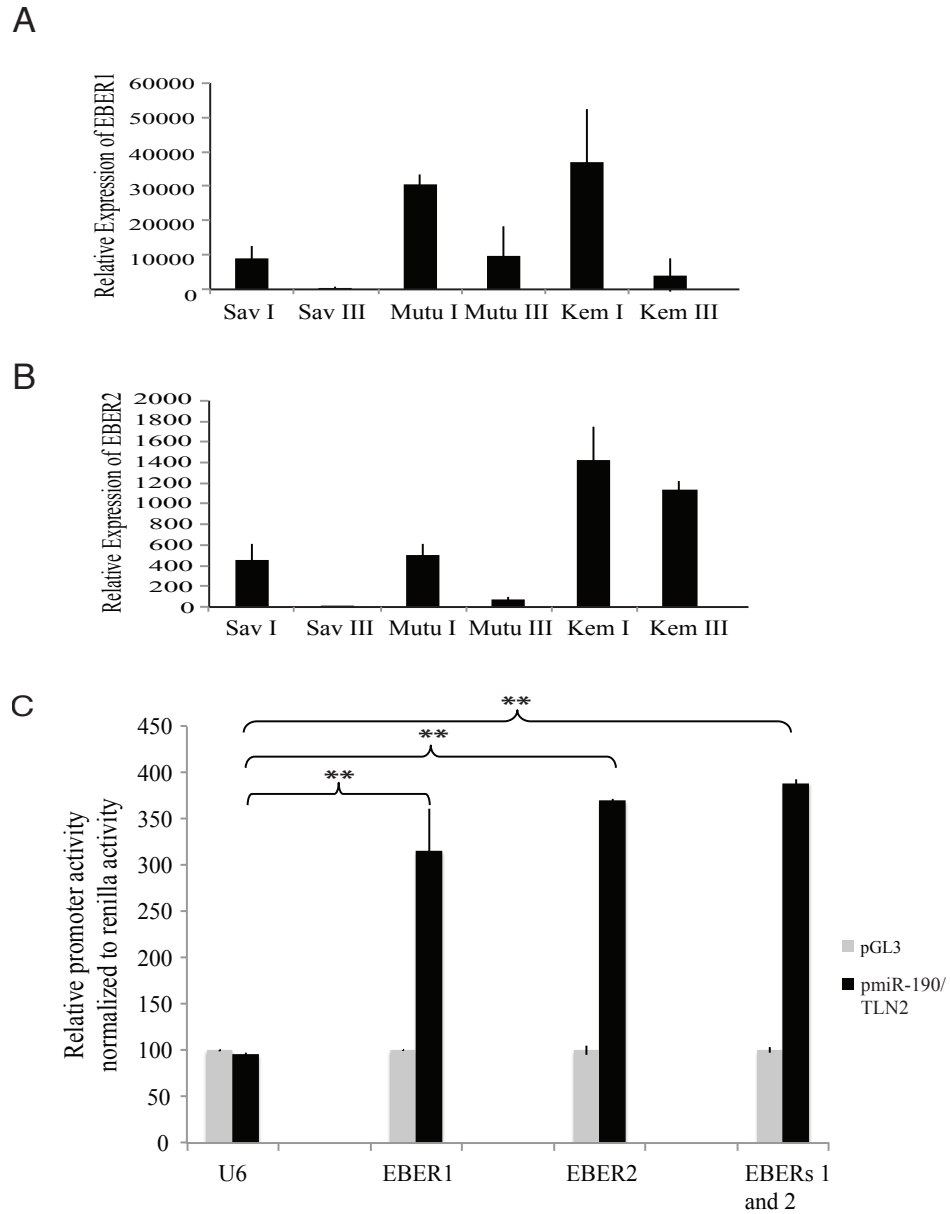 A
Relative Expression of EBER1
60000
50000
40000
30000
20000
10000
0
Sav I Sav III Mutu I Mutu III Kem I Kem III
B
Relative Expression of EBER2
2000
1800
1600
1400
1200
1000
800
600
400
200
0
Sav I Sav III Mutu I Mutu III Kem I Kem III
C
Relative promoter activity
normalized to renilla activity
450
400
350
300
250
200
150
100
50
0
**
**
**
U6 EBER1 EBER2 EBERs 1
and 2
pGL3
pmiR-190/
TLN2